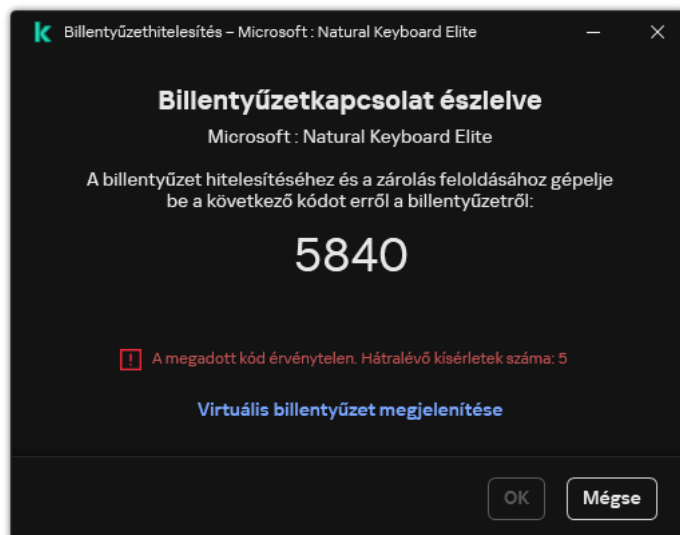 Billentyűzethitelesítés – Microsoft : Natural Keyboard Elite
Billentyűzetkapcsolat észlelve
Microsoft : Natural Keyboard Elite
A billentyűzet hitelesítéséhez és a zárolás feloldásához gépelje
be a következő kódot erről a billentyűzetről:
5840
A megadott kód érvénytelen. Hátralévő kísérletek száma: 5
Virtuális billentyűzet megjelenítése
OK
Mégse